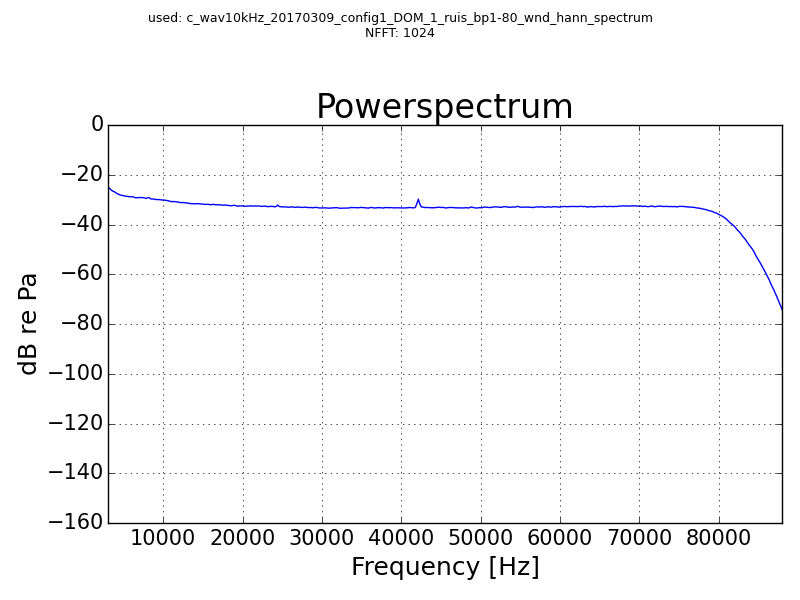 used: c_wav10kHz_20170309_config1_DOM_1_ruis_bp1-80_wnd_hann_spectrum
NFFT: 1024
Powerspectrum
0
−20
−40
−60
−80
−100
−120
−140
−160
dB re Pa
10000 20000 30000 40000 50000 60000 70000 80000
Frequency [Hz]